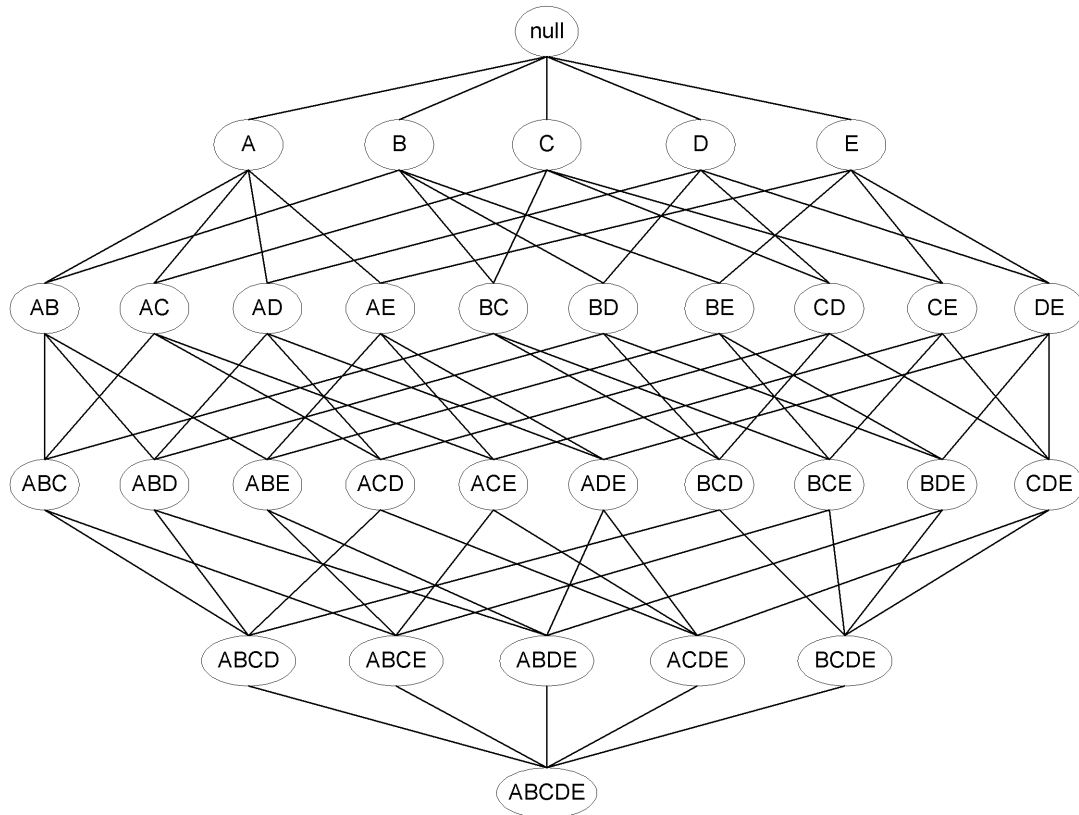 null
A B C D E
AB AC AD AE BC BD BE CD CE DE
ABC ABD ABE ACD ACE ADE BCD BCE BDE CDE
ABCD ABCE ABDE ACDE BCDE
ABCDE